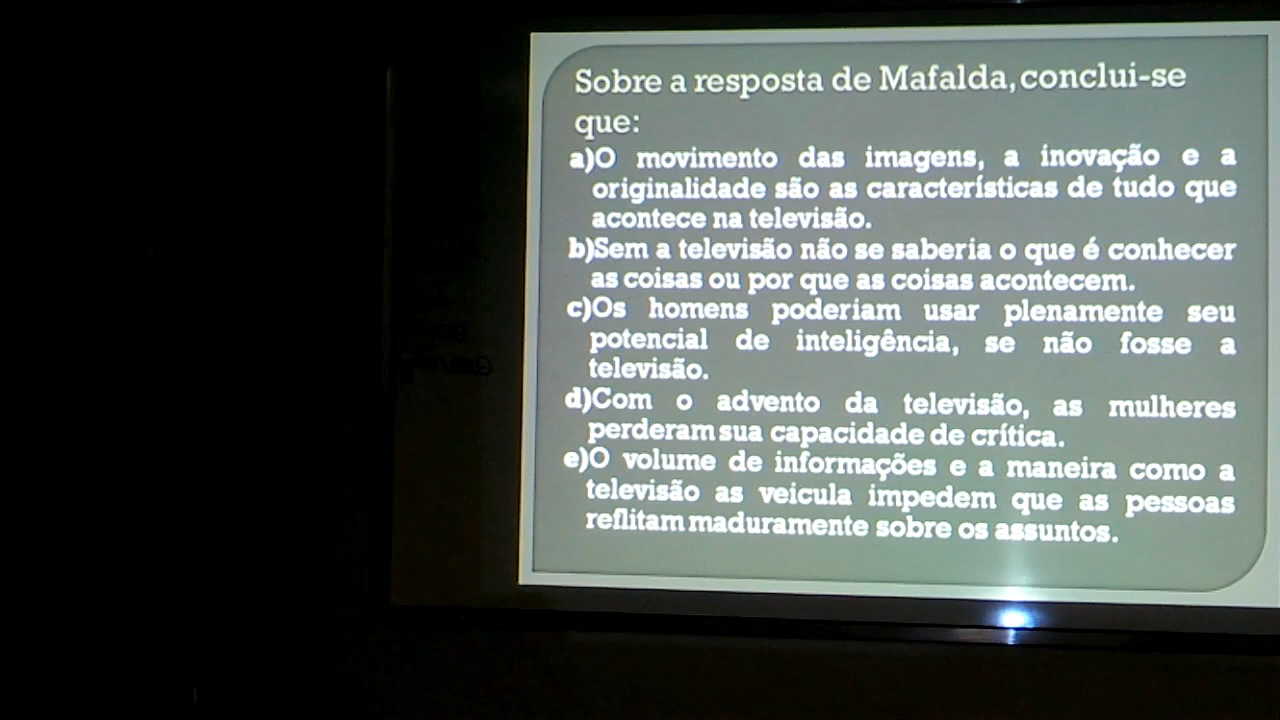 Sobre a resposta de Mafalda, conclui-se
que:
a)O movimento das imagens, a inovação e a
originalidade são as características de tudo que
acontece na televisão.
b)Sem a televisão não se saberia o que é conhecer
as coisas ou por que as coisas acontecem.
c)Os homens poderiam usar plenamente seu
potencial de inteligência, se não fosse a
televisão.
d)Com o advento da televisão, as mulheres
perderam sua capacidade de crítica.
e)O volume de informações e a maneira como a
televisão as veicula impedem que as pessoas
reflitam maduramente sobre os assuntos.